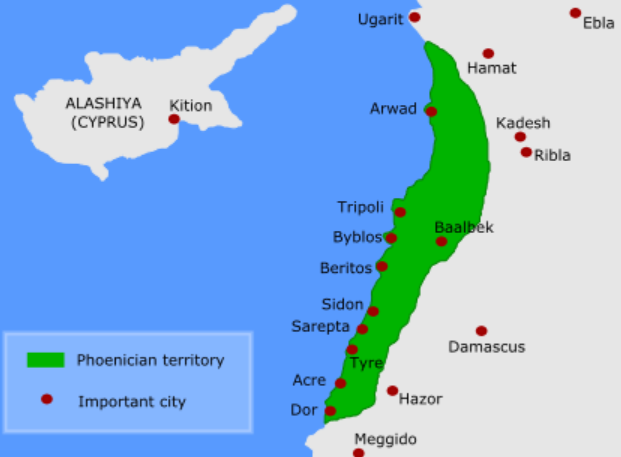 Ugarit
Ebla
Hamat
ALASHIYA
(CYPRUS)
Kition
Arwad
Kadesh
Ribla
Tripoli
Baalbek
Byblos
Beritos
Sidon
Sarepta
Damascus
Tyre
Phoenician territory
Acre
Hazor
Important city
Dor
Meggido